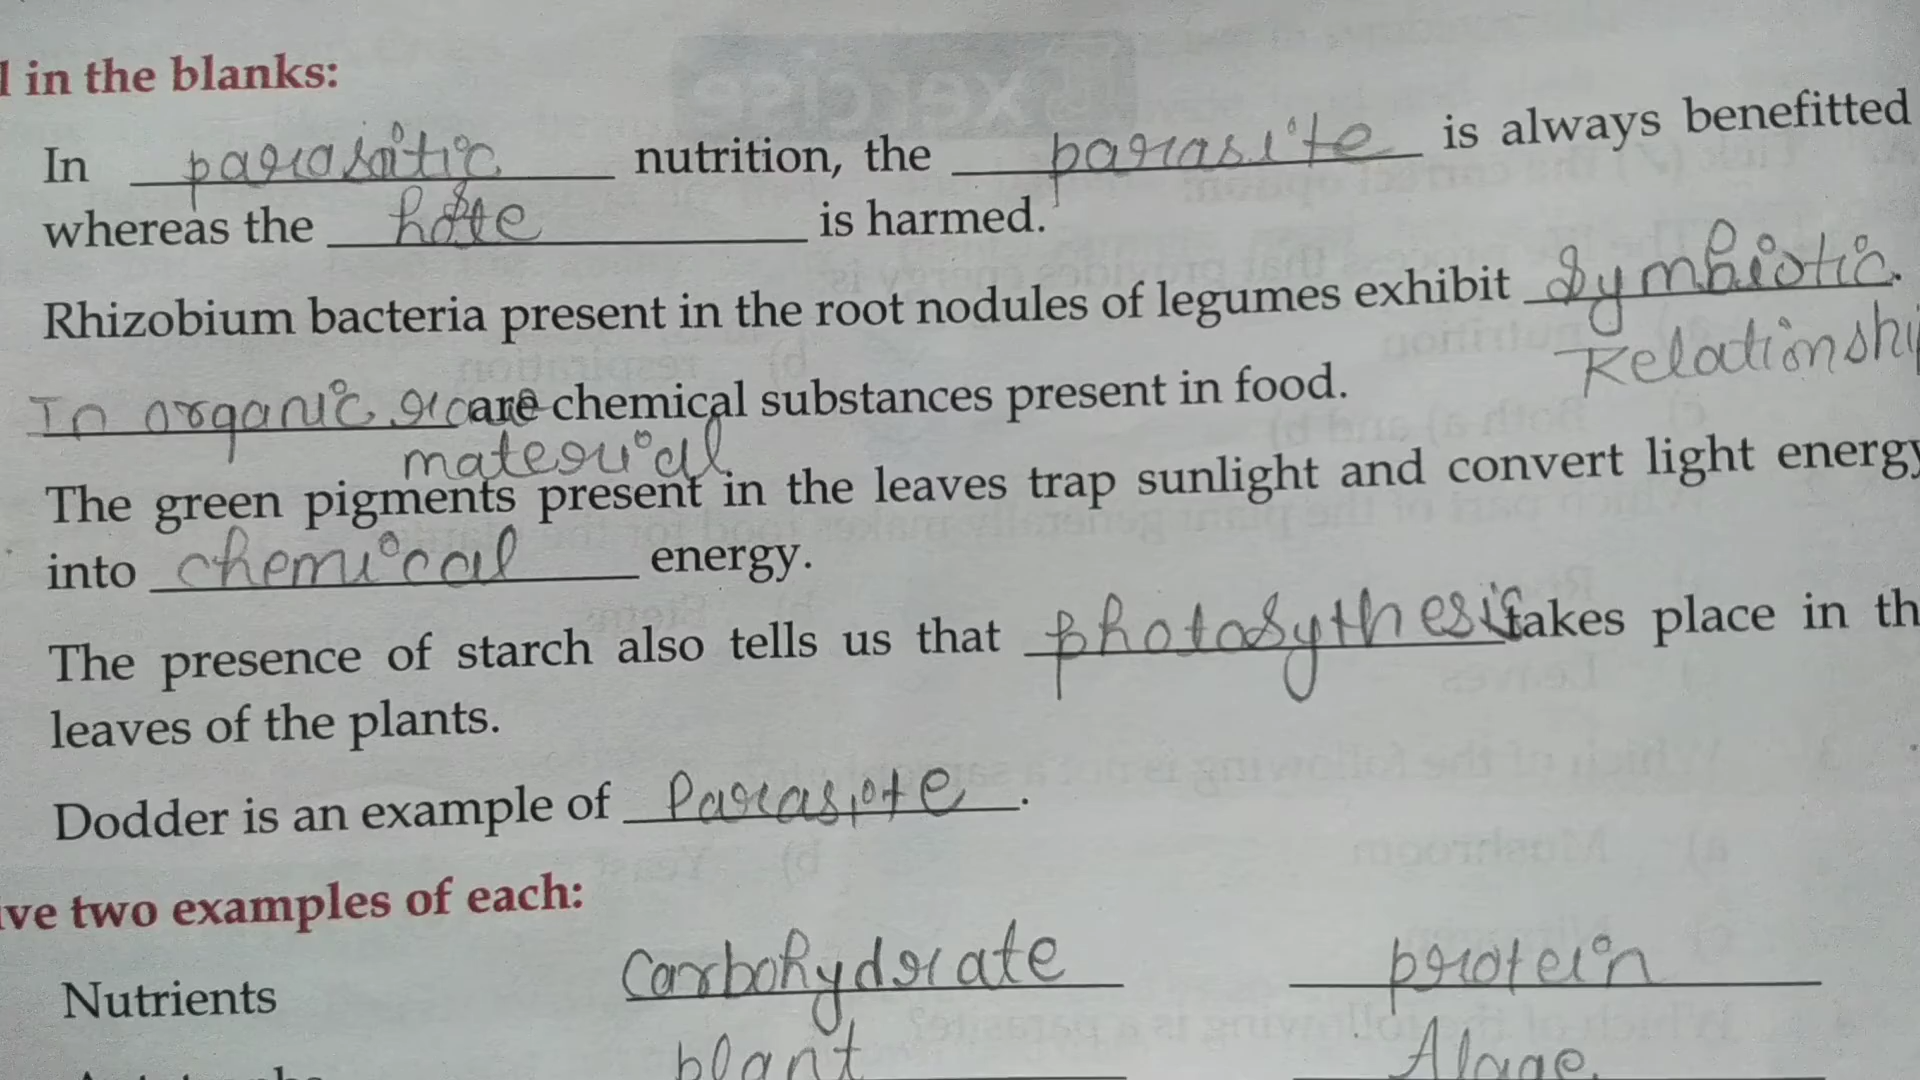 l in the blanks:
In parasitic nutrition, the parasite is always benefitted
whereas the hoste is harmed.
Rhizobium bacteria present in the root nodules of legumes exhibit Symbiotic.
Relationshi
In organic are chemical substances present in food.
material
The green pigments present in the leaves trap sunlight and convert light energy
into chemical energy.
The presence of starch also tells us that photosythesis takes place in th
leaves of the plants.
Dodder is an example of Parasite.
ve two examples of each:
Nutrients Carbohydrate protein
plant Algae